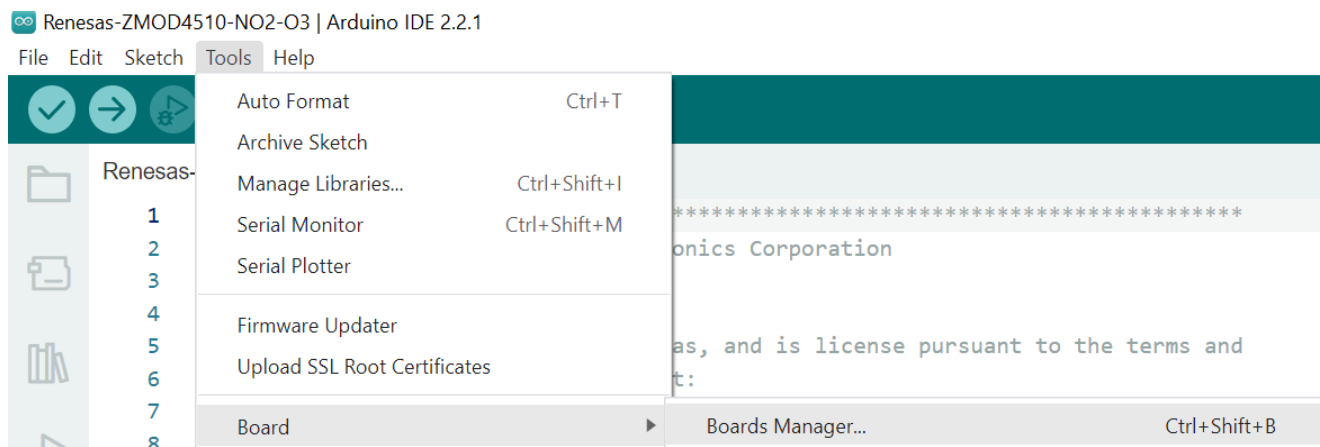 Renesas-ZMOD4510-NO2-O3 | Arduino IDE 2.2.1
File Edit Sketch Tools Help
Auto Format Ctrl+T
Archive Sketch
Renesas-
Manage Libraries... Ctrl+Shift+I
1 ********************************************
Serial Monitor Ctrl+Shift+M
2 onics Corporation
Serial Plotter
3
4
Firmware Updater
5 as, and is license pursuant to the terms and
Upload SSL Root Certificates
6 t:
7
Board Boards Manager... Ctrl+Shift+B
8